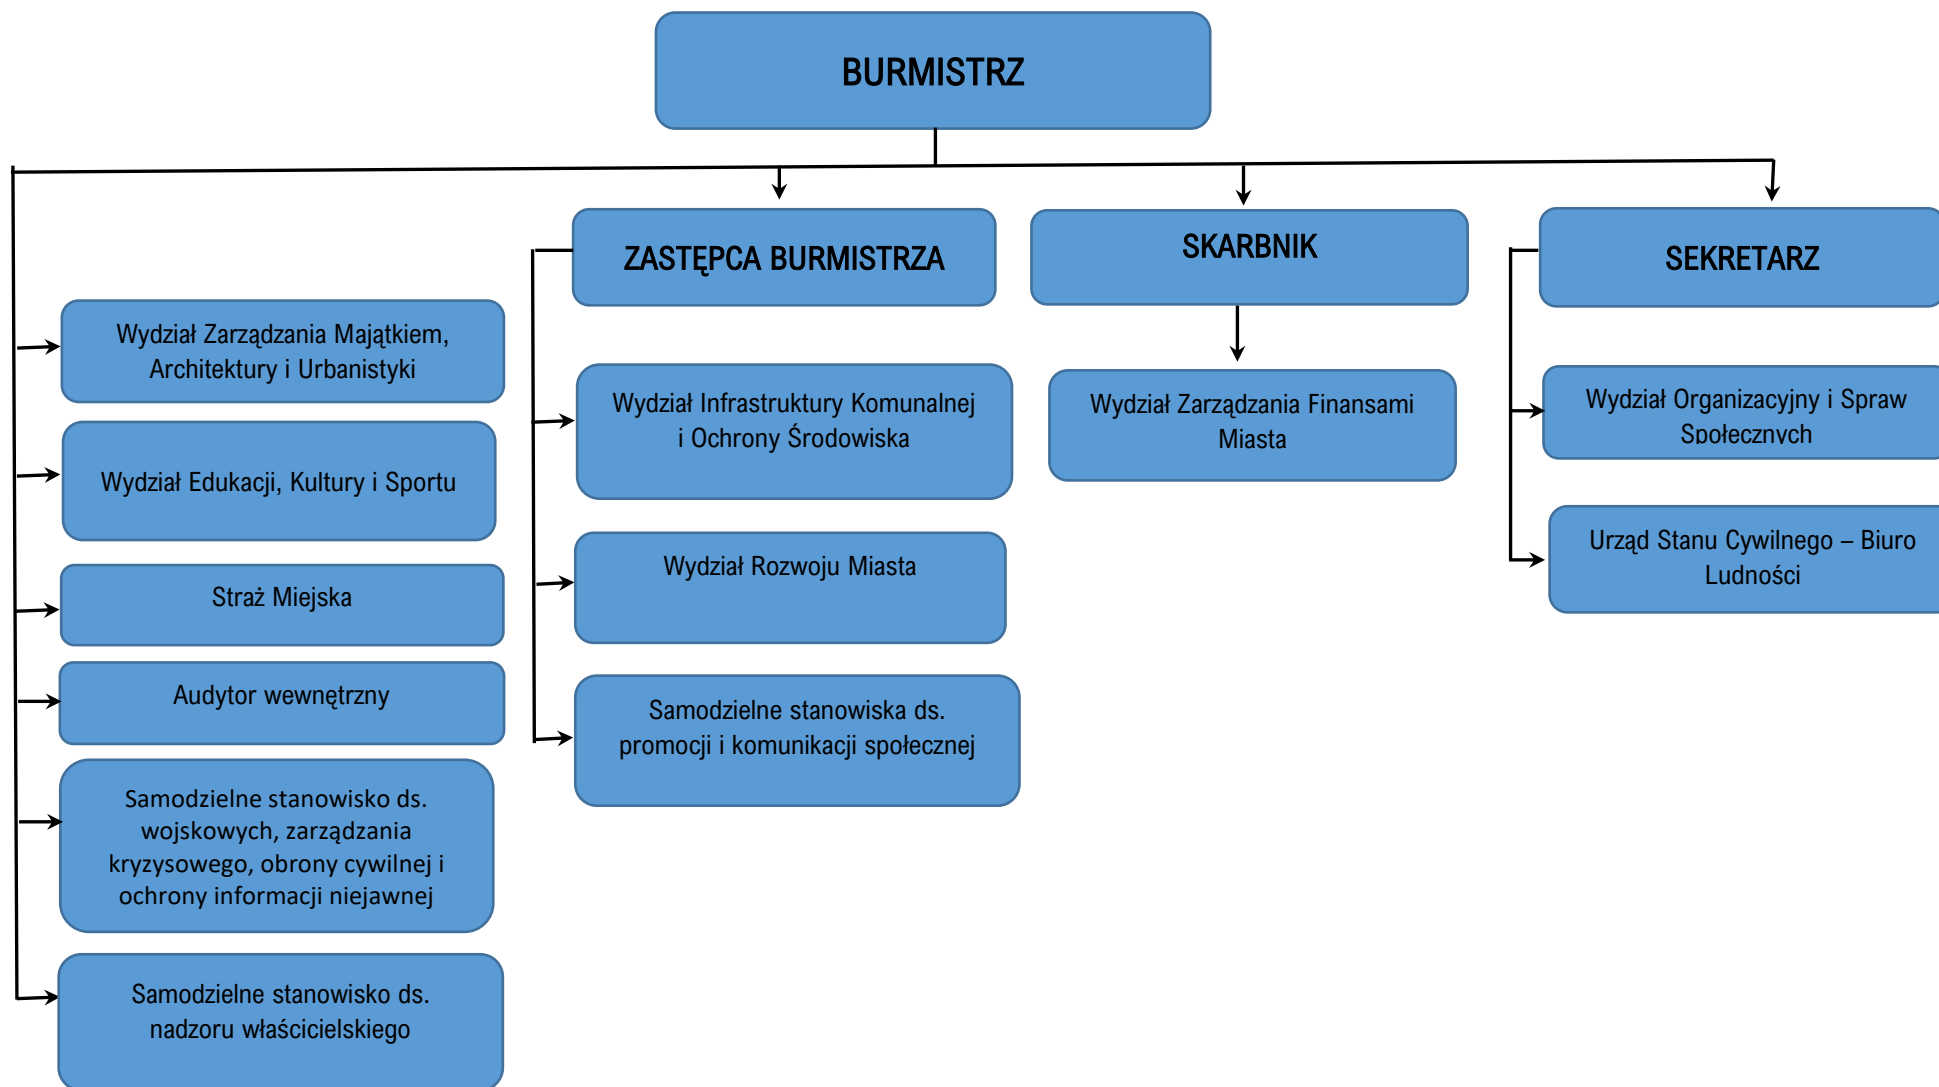 BURMISTRZ
ZASTĘPCA BURMISTRZA
SKARBNIK
SEKRETARZ
Wydział Zarządzania Majątkiem,
Architektury i Urbanistyki
Wydział Edukacji, Kultury i Sportu
Straż Miejska
Audytor wewnętrzny
Samodzielne stanowisko ds.
wojskowych, zarządzania
kryzysowego, obrony cywilnej i
ochrony informacji niejawnej
Samodzielne stanowisko ds.
nadzoru właścicielskiego
Wydział Infrastruktury Komunalnej
i Ochrony Środowiska
Wydział Rozwoju Miasta
Samodzielne stanowiska ds.
promocji i komunikacji społecznej
Wydział Zarządzania Finansami
Miasta
Wydział Organizacyjny i Spraw
Społecznych
Urząd Stanu Cywilnego – Biuro
Ludności